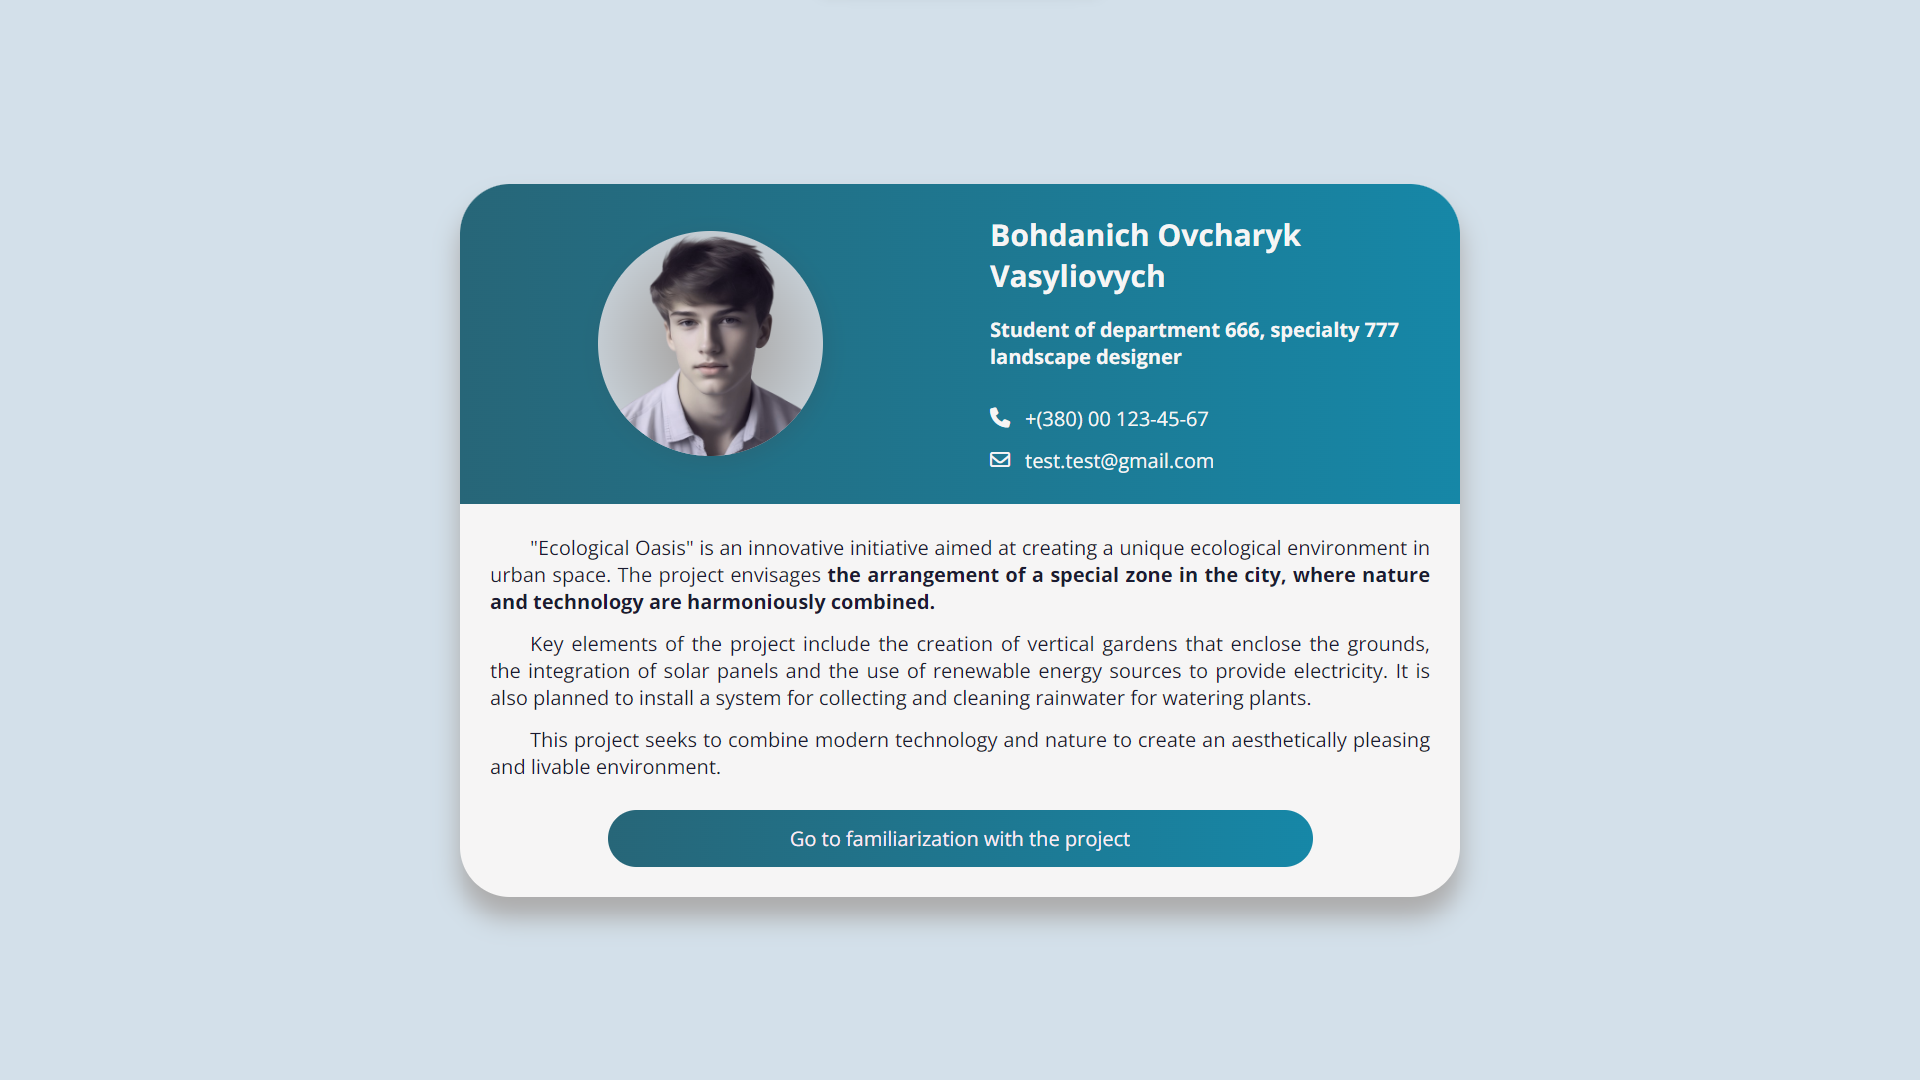 Bohdanich Ovcharyk
Vasyliovych
Student of department 666, specialty 777
landscape designer
+(380) 00 123-45-67
test.test@gmail.com
"Ecological Oasis" is an innovative initiative aimed at creating a unique ecological environment in
urban space. The project envisages the arrangement of a special zone in the city, where nature
and technology are harmoniously combined.
Key elements of the project include the creation of vertical gardens that enclose the grounds,
the integration of solar panels and the use of renewable energy sources to provide electricity. It is
also planned to install a system for collecting and cleaning rainwater for watering plants.
This project seeks to combine modern technology and nature to create an aesthetically pleasing
and livable environment.
Go to familiarization with the project